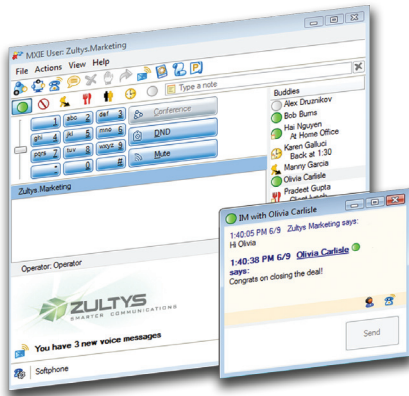 MXIE User: Zultys.Marketing
File Actions View Help
Type a note
1 abc 2 def 3 Conference
ghi 4 jkl 5 mno 6 DND
pqrs 7 tuv 8 wxyz 9 Mute
* 0 #
Zultys.Marketing
Buddies
Alex Druznikov
Bob Burns
Hai Nguyen
At Home Office
Karen Galluci
Back at 1:30
Manny Garcia
Olivia Carlisle
Pradeet Gupta
Operator: Operator
ZULTYS
SMARTER COMMUNICATIONS
You have 3 new voice messages
Softphone
IM with Olivia Carlisle
1:40:05 PM 6/9 Zultys Marketing says:
Hi Olivia
1:40:38 PM 6/9 Olivia Carlisle
says:
Congrats on closing the deal!
Send